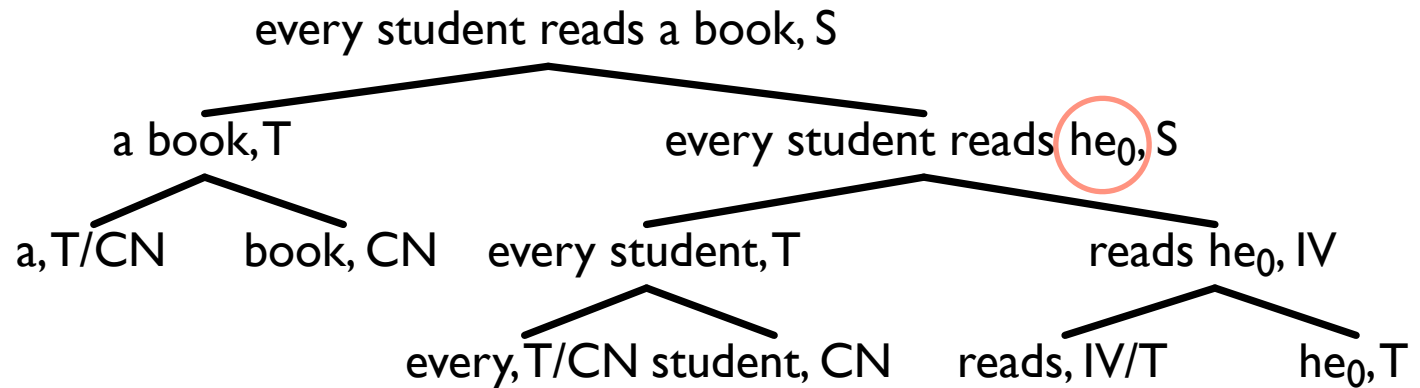 every student reads a book, S
a book, T every student reads he₀, S
a, T/CN book, CN every student, T reads he₀, IV
every, T/CN student, CN reads, IV/T he₀, T